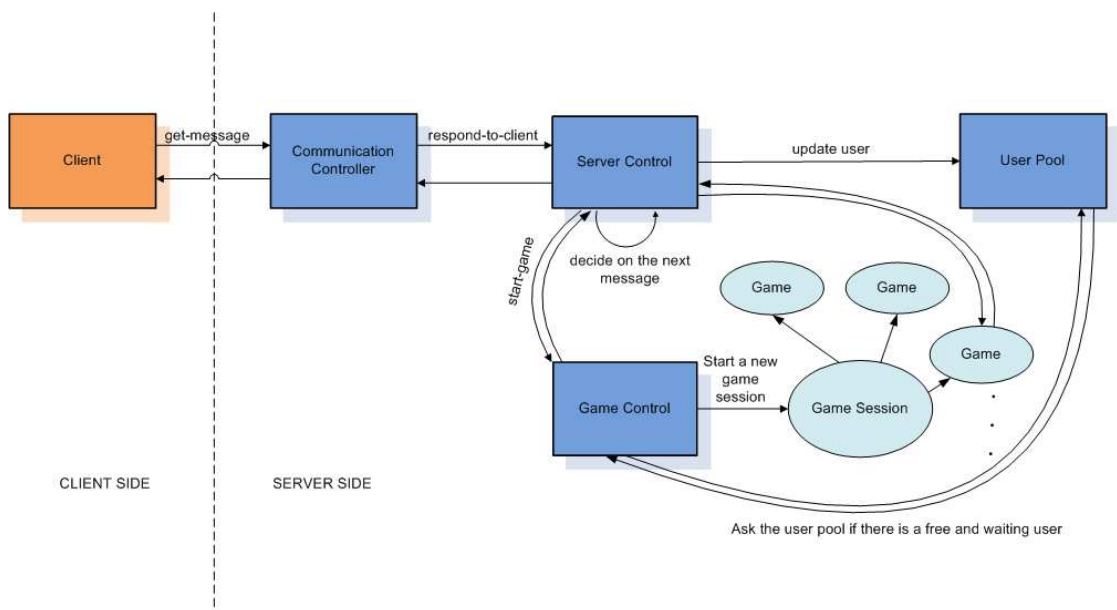 get-message
respond-to-client
Client
Communication
Controller
Server Control
update user
User Pool
start-game
decide on the next
message
Game
Game
Game
Start a new
game
session
Game Control
Game Session
CLIENT SIDE
SERVER SIDE
Ask the user pool if there is a free and waiting user